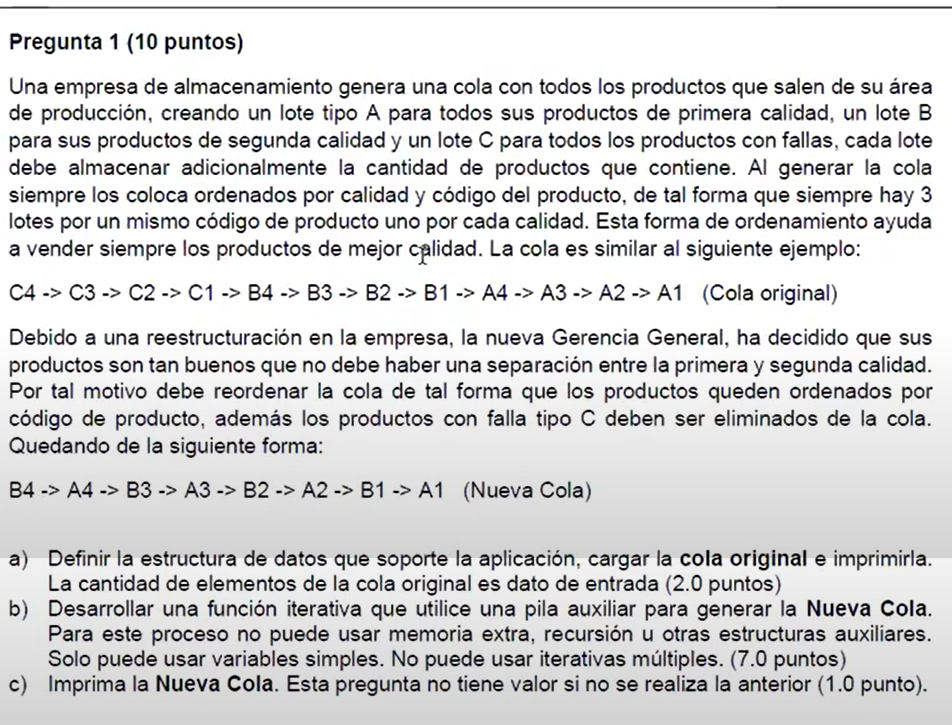 Pregunta 1 (10 puntos)
Una empresa de almacenamiento genera una cola con todos los productos que salen de su área
de producción, creando un lote tipo A para todos sus productos de primera calidad, un lote B
para sus productos de segunda calidad y un lote C para todos los productos con fallas, cada lote
debe almacenar adicionalmente la cantidad de productos que contiene. Al generar la cola
siempre los coloca ordenados por calidad y código del producto, de tal forma que siempre hay 3
lotes por un mismo código de producto uno por cada calidad. Esta forma de ordenamiento ayuda
a vender siempre los productos de mejor calidad. La cola es similar al siguiente ejemplo:
C4 -> C3 -> C2 -> C1 -> B4 -> B3 -> B2 -> B1 -> A4 -> A3 -> A2 -> A1 (Cola original)
Debido a una reestructuración en la empresa, la nueva Gerencia General, ha decidido que sus
productos son tan buenos que no debe haber una separación entre la primera y segunda calidad.
Por tal motivo debe reordenar la cola de tal forma que los productos queden ordenados por
código de producto, además los productos con falla tipo C deben ser eliminados de la cola.
Quedando de la siguiente forma:
B4 -> A4 -> B3 -> A3 -> B2 -> A2 -> B1 -> A1 (Nueva Cola)
a) Definir la estructura de datos que soporte la aplicación, cargar la cola original e imprimirla.
La cantidad de elementos de la cola original es dato de entrada (2.0 puntos)
b) Desarrollar una función iterativa que utilice una pila auxiliar para generar la Nueva Cola.
Para este proceso no puede usar memoria extra, recursión u otras estructuras auxiliares.
Solo puede usar variables simples. No puede usar iterativas múltiples. (7.0 puntos)
c) Imprima la Nueva Cola. Esta pregunta no tiene valor si no se realiza la anterior (1.0 punto).